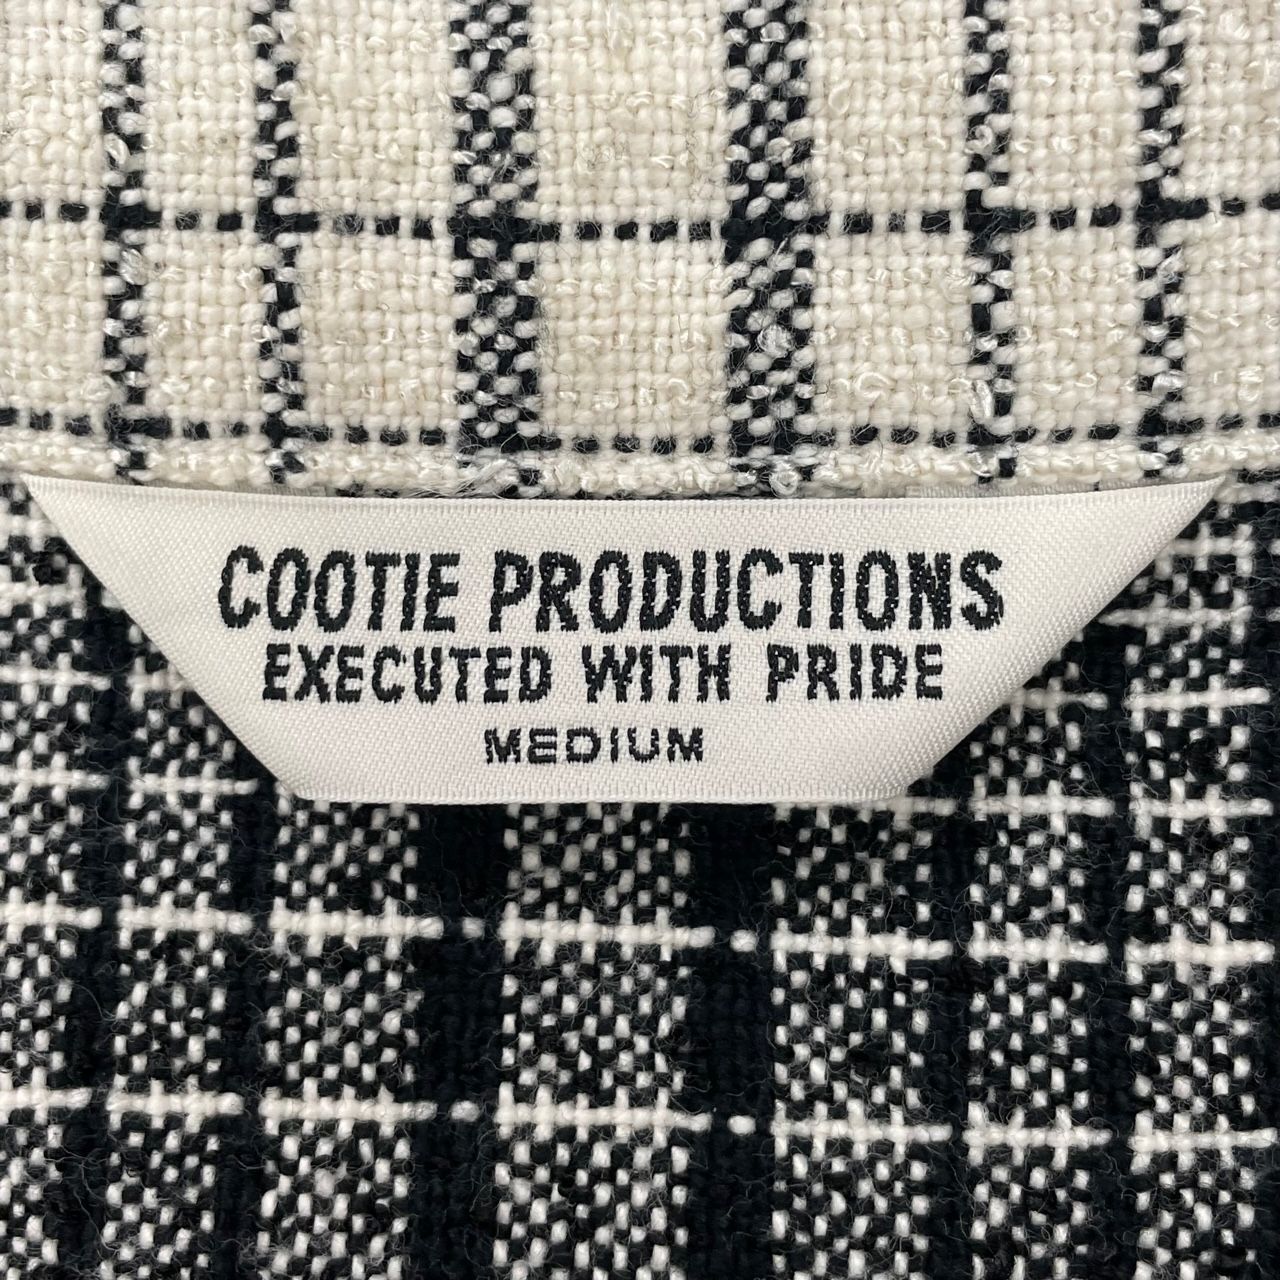 COOTIE PRODUCTIONS
EXECUTED WITH PRIDE
MEDIUM